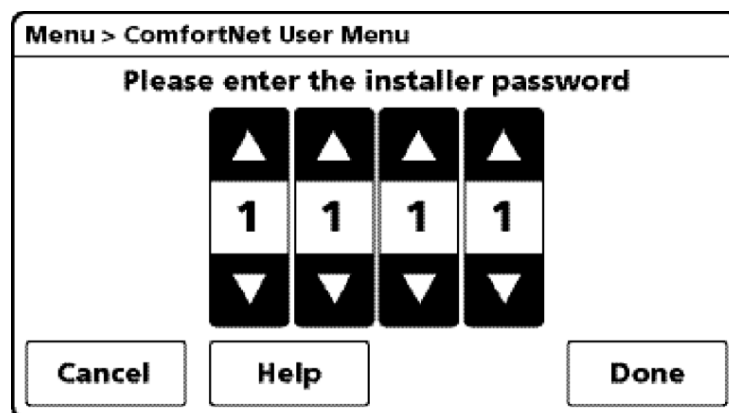 Menu > ComfortNet User Menu
Please enter the installer password
1 1 1 1
Cancel Help Done